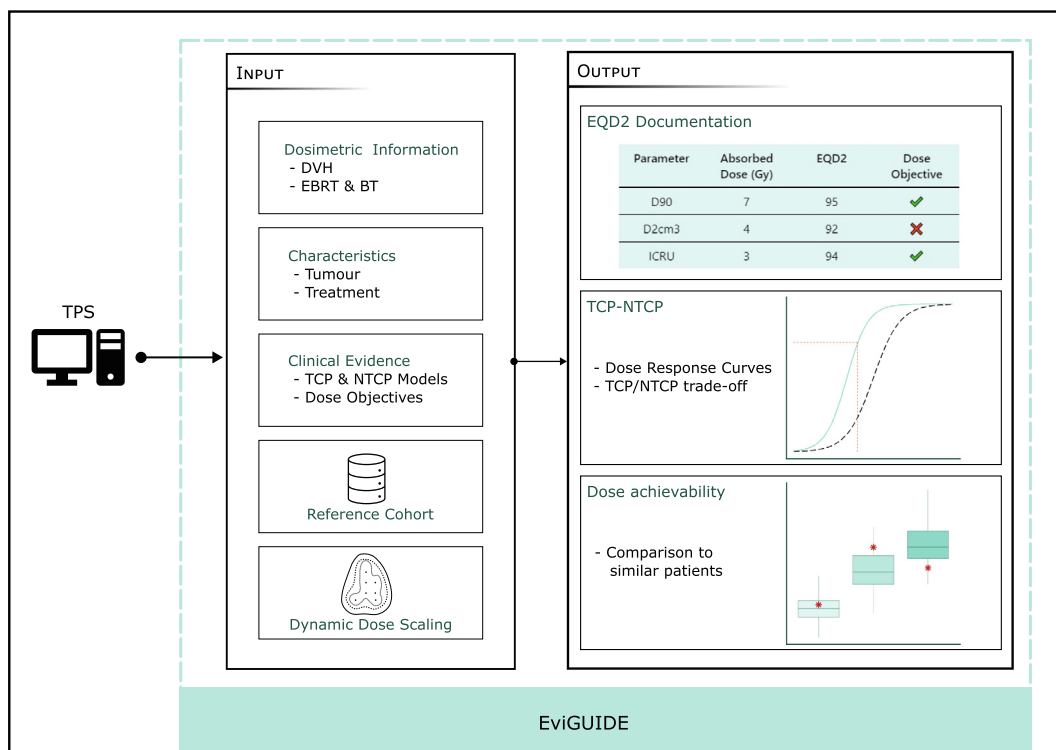 TPS
INPUT
Dosimetric Information
- DVH
- EBRT & BT
Characteristics
- Tumour
- Treatment
Clinical Evidence
- TCP & NTCP Models
- Dose Objectives
Reference Cohort
Dynamic Dose Scaling
OUTPUT
EQD2 Documentation
Parameter Absorbed Dose (Gy) EQD2 Dose Objective
D90 7 95
D2cm3 4 92
ICRU 3 94
TCP-NTCP
- Dose Response Curves
- TCP/NTCP trade-off
Dose achievability
- Comparison to
similar patients
EviGUIDE